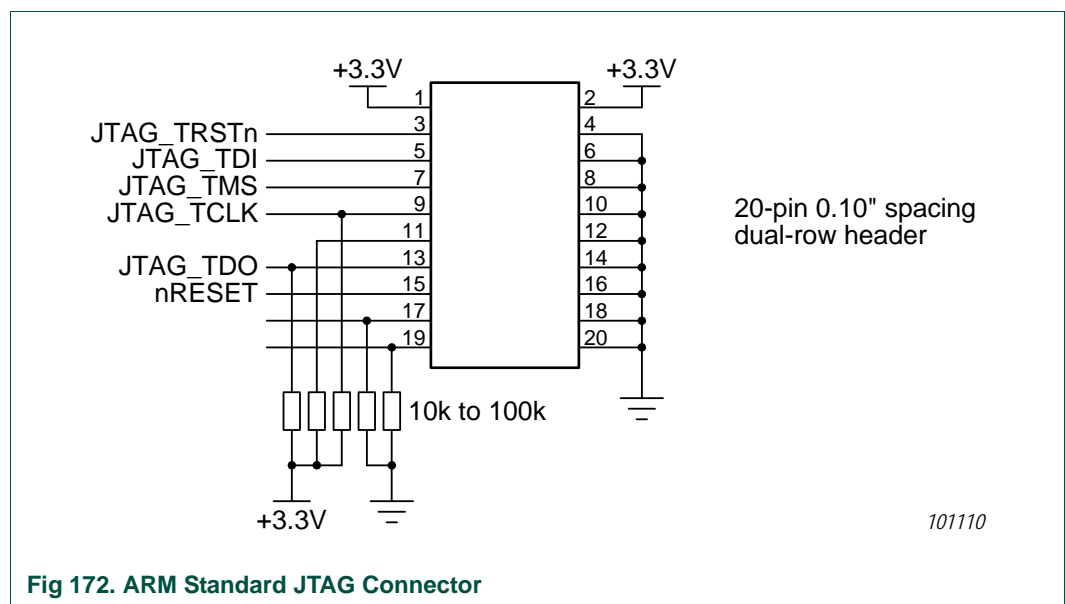 +3.3V +3.3V
1 2
JTAG_TRSTn 3 4
JTAG_TDI 5 6
JTAG_TMS 7 8
JTAG_TCLK 9 10
11 12
JTAG_TDO 13 14
nRESET 15 16
17 18
19 20
20-pin 0.10" spacing
dual-row header
10k to 100k
+3.3V
101110
Fig 172. ARM Standard JTAG Connector